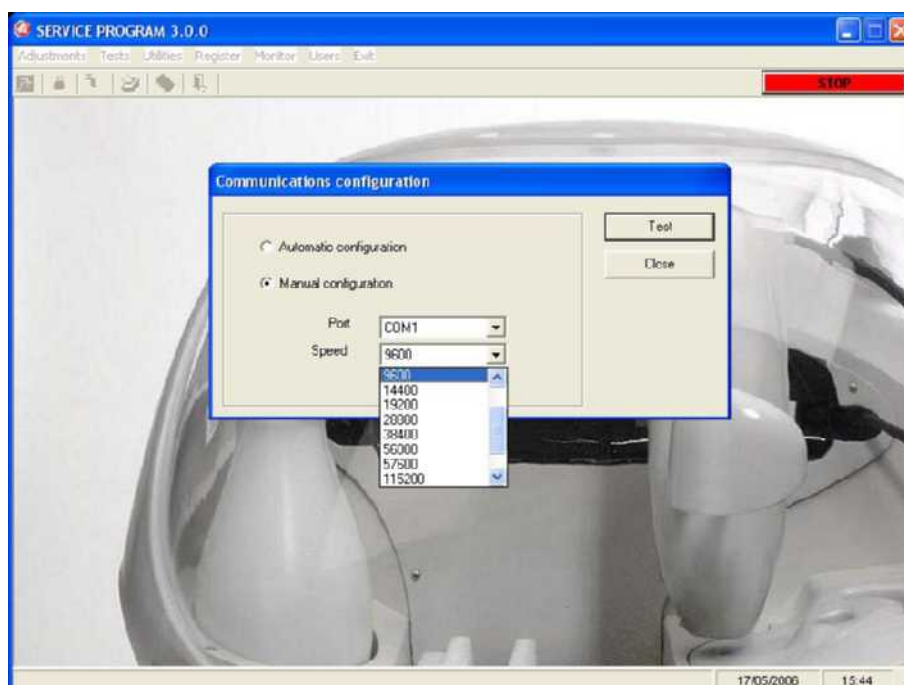 SERVICE PROGRAM 3.0.0
Adjustments Tests Utilities Register Monitor Users Exit
STOP
Communications configuration
Automatic configuration
Test
Manual configuration
Close
Port COM1
Speed 9600
9600
14400
19200
28800
38400
56000
57600
115200
17/05/2006 15:44